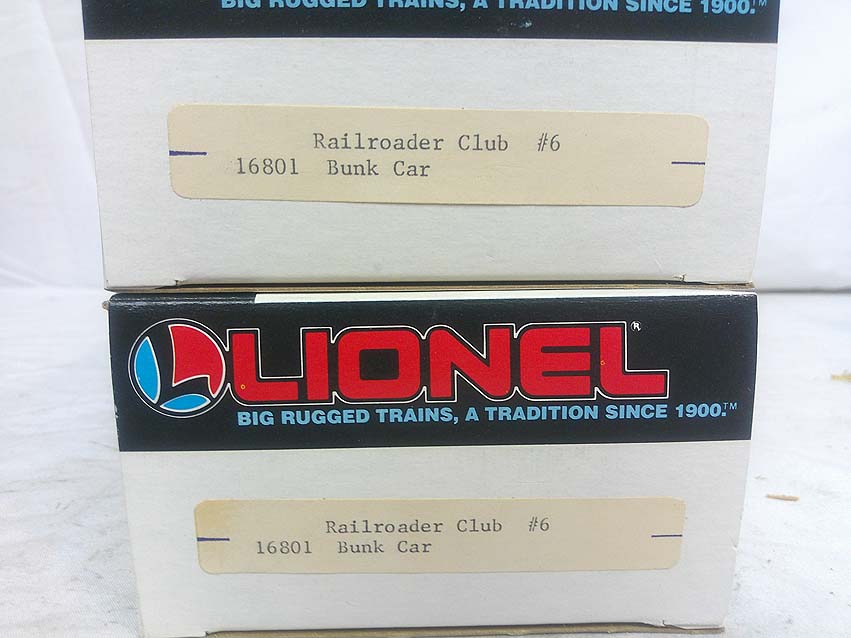 BIG RUGGED TRAINS, A TRADITION SINCE 1900.™
Railroader Club #6
16801 Bunk Car
LIONEL®
BIG RUGGED TRAINS, A TRADITION SINCE 1900.™
Railroader Club #6
16801 Bunk Car